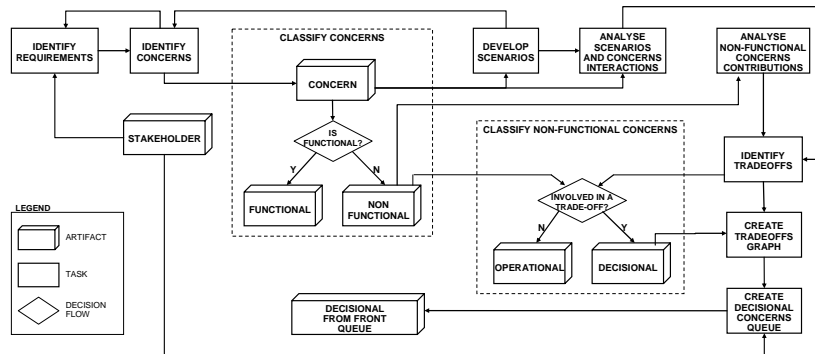 CLASSIFY CONCERNS
IDENTIFY
REQUIREMENTS
IDENTIFY
CONCERNS
DEVELOP
SCENARIOS
ANALYSE
SCENARIOS
AND CONCERNS
INTERACTIONS
ANALYSE
NON-FUNCTIONAL
CONCERNS
CONTRIBUTIONS
CONCERN
STAKEHOLDER
IS
FUNCTIONAL?
Y
N
FUNCTIONAL
NON
FUNCTIONAL
CLASSIFY NON-FUNCTIONAL CONCERNS
INVOLVED IN A
TRADE-OFF?
N
Y
OPERATIONAL
DECISIONAL
IDENTIFY
TRADEOFFS
CREATE
TRADEOFFS
GRAPH
CREATE
DECISIONAL
CONCERNS
QUEUE
DECISIONAL
FROM FRONT
QUEUE
LEGEND
ARTIFACT
TASK
DECISION
FLOW